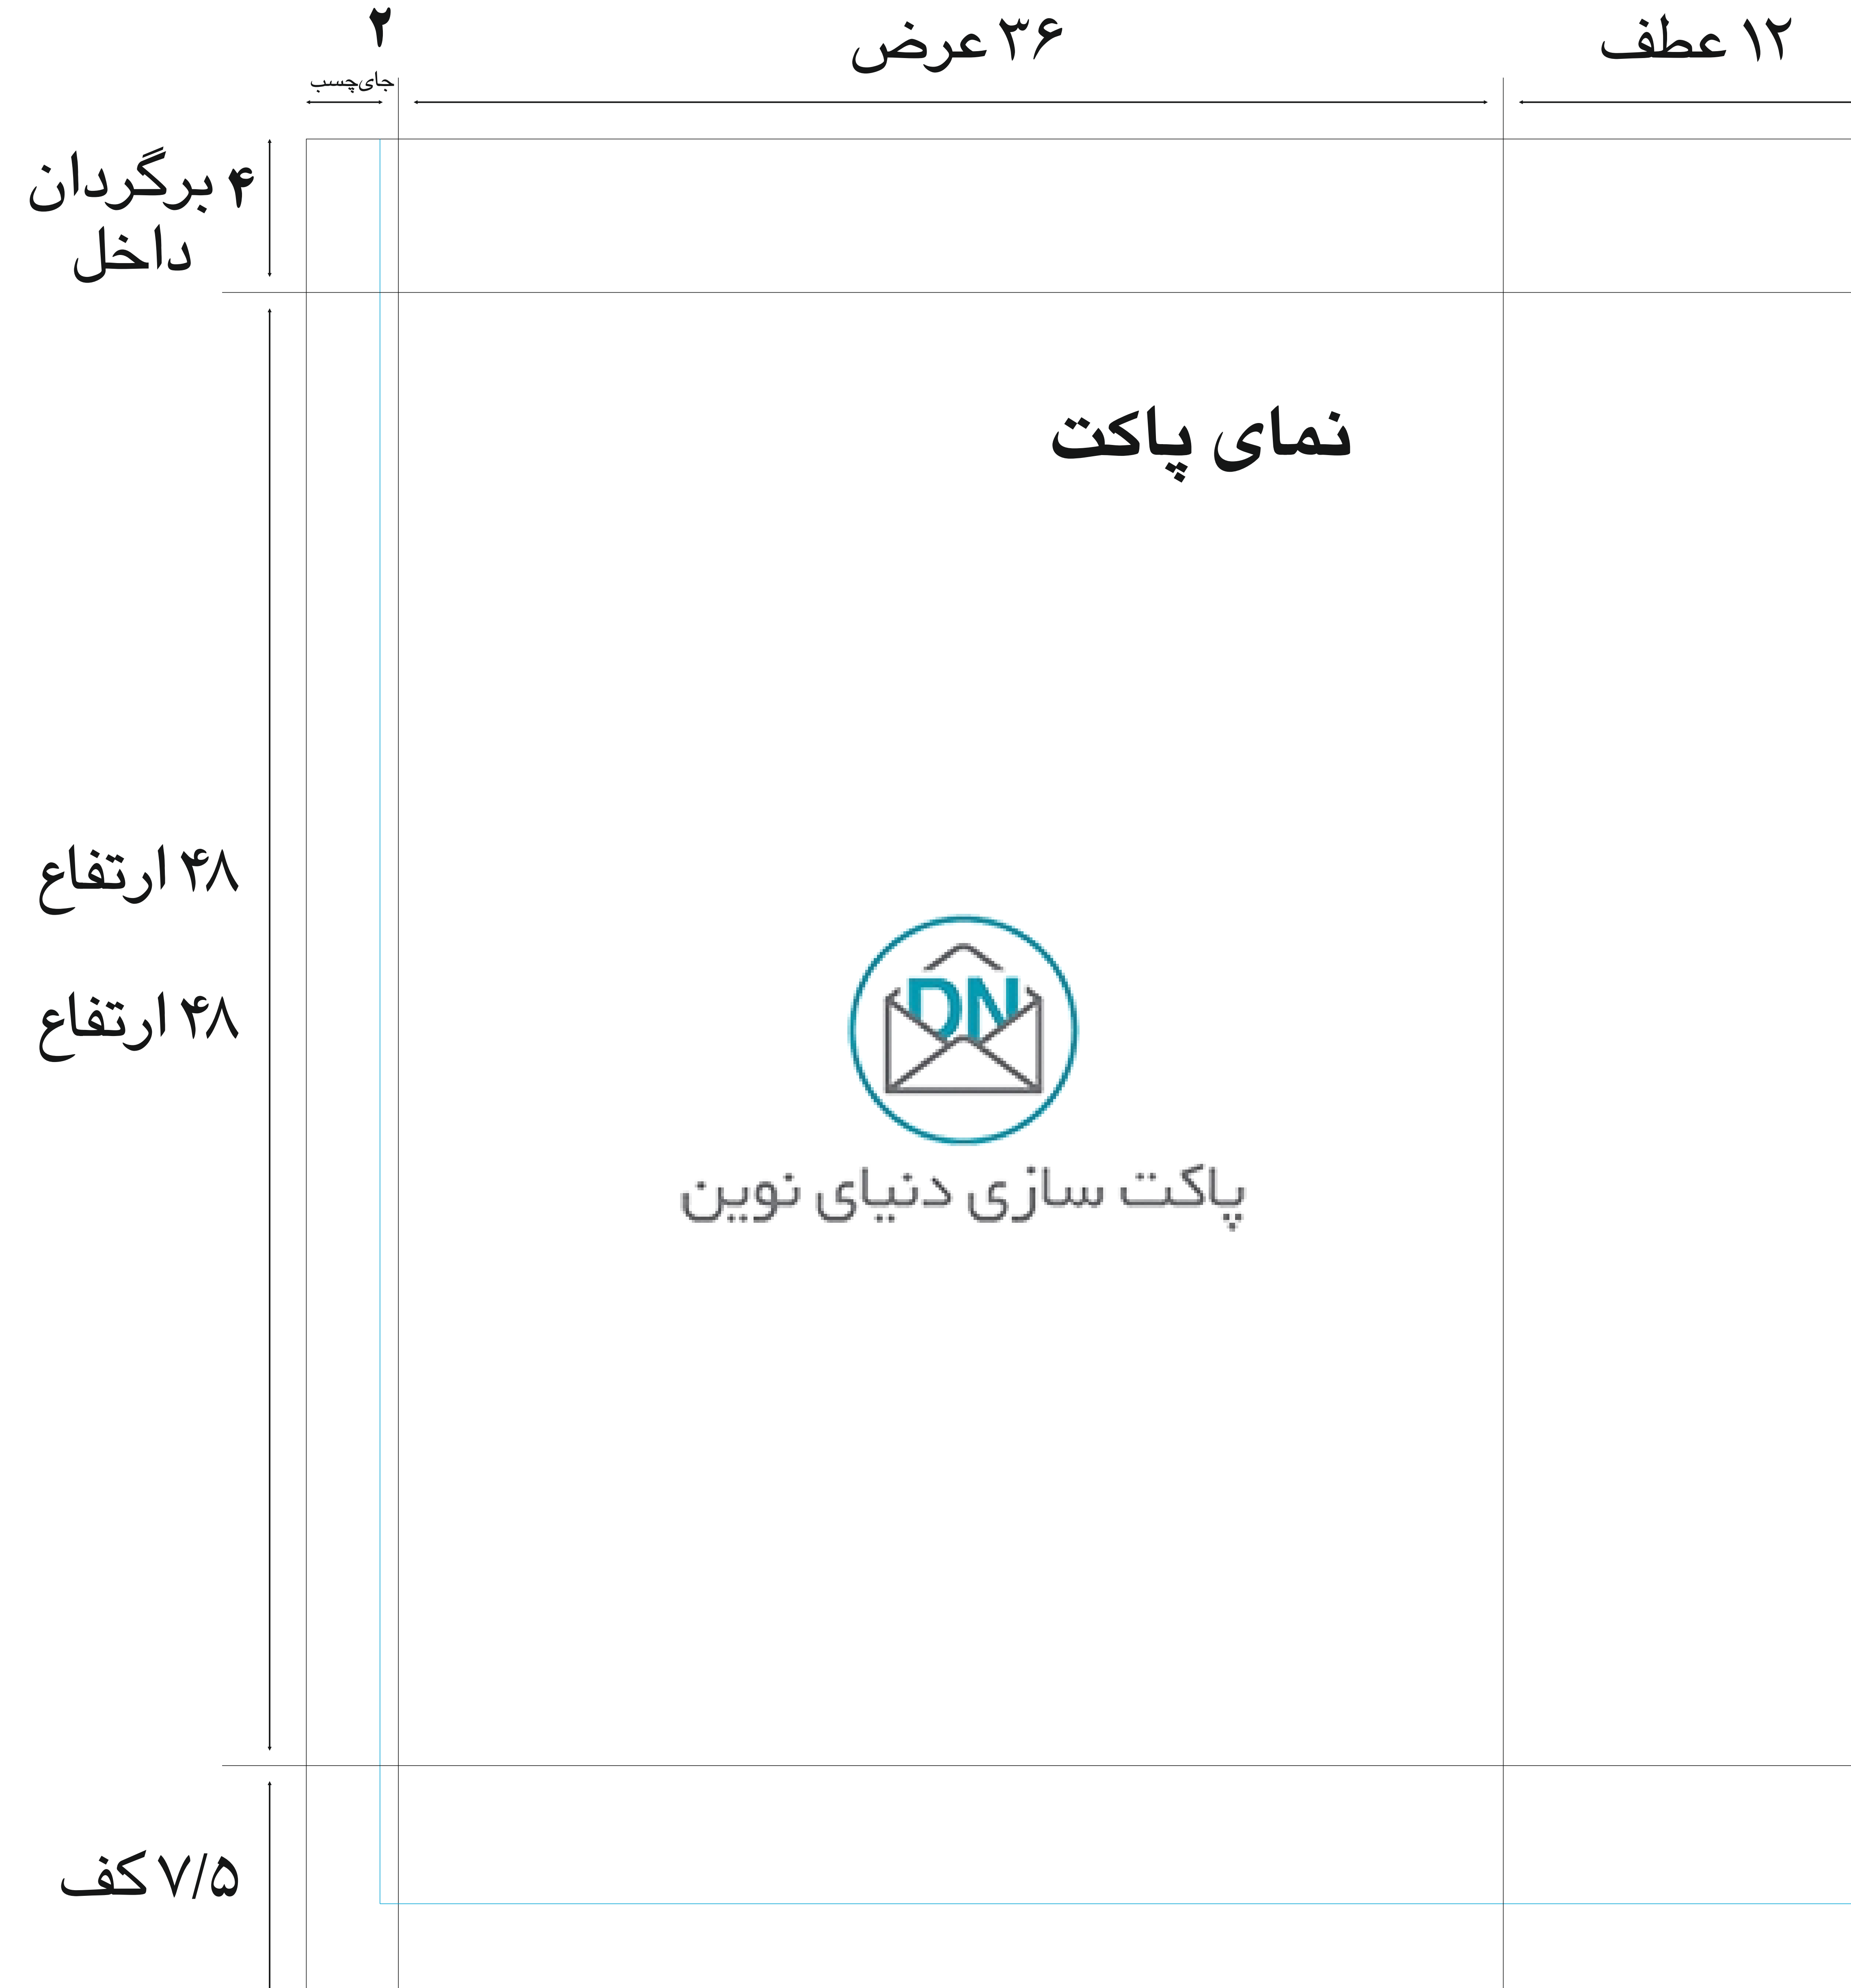 ۱۲ عطف
۳۶ عرض
۲
جای‌چسب
۴ برگردان
داخل
نمای پاکت
۴۸ ارتفاع
DN
۴۸ ارتفاع
پاکت سازی دنیای نوین
۷/۵ کف